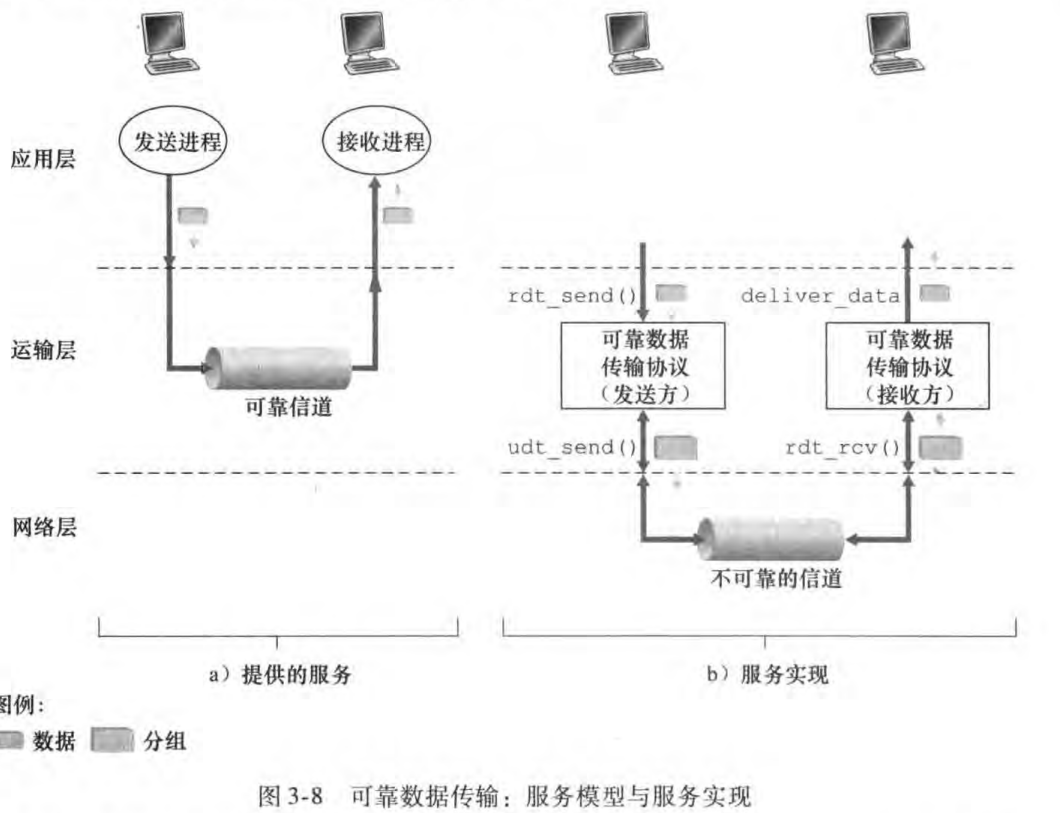 发送进程
接收进程
应用层
rdt_send()
deliver_data
运输层
可靠信道
可靠数据
传输协议
（发送方）
可靠数据
传输协议
（接收方）
udt_send()
rdt_rcv()
网络层
不可靠的信道
a）提供的服务
b）服务实现
图例：
数据
分组
图 3-8 可靠数据传输：服务模型与服务实现